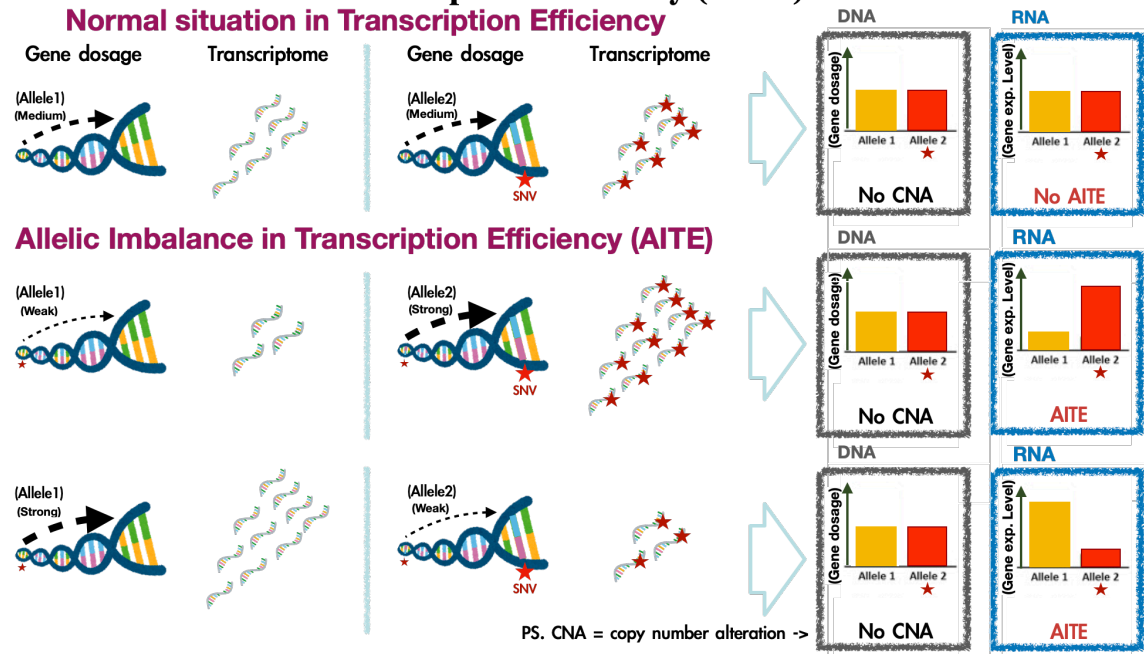 Normal situation in Transcription Efficiency
Gene dosage
Transcriptome
Gene dosage
Transcriptome
(Allele1)
(Medium)
(Allele2)
(Medium)
SNV
DNA
(Gene dosage)
Allele 1
Allele 2
No CNA
RNA
(Gene exp. Level)
Allele 1
Allele 2
No AITE
Allelic Imbalance in Transcription Efficiency (AITE)
(Allele1)
(Weak)
(Allele2)
(Strong)
SNV
DNA
(Gene dosage)
Allele 1
Allele 2
No CNA
RNA
(Gene exp. Level)
Allele 1
Allele 2
AITE
(Allele1)
(Strong)
(Allele2)
(Weak)
SNV
DNA
(Gene dosage)
Allele 1
Allele 2
No CNA
RNA
(Gene exp. Level)
Allele 1
Allele 2
AITE
PS. CNA = copy number alteration ->